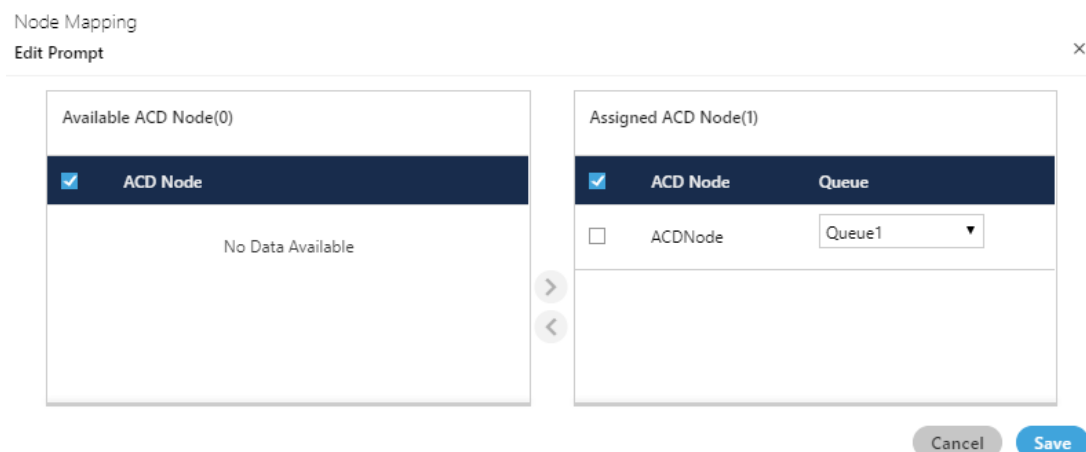 Node Mapping
Edit Prompt
Available ACD Node(0)
ACD Node
No Data Available
Assigned ACD Node(1)
ACD Node Queue
ACDNode Queue1
Cancel Save